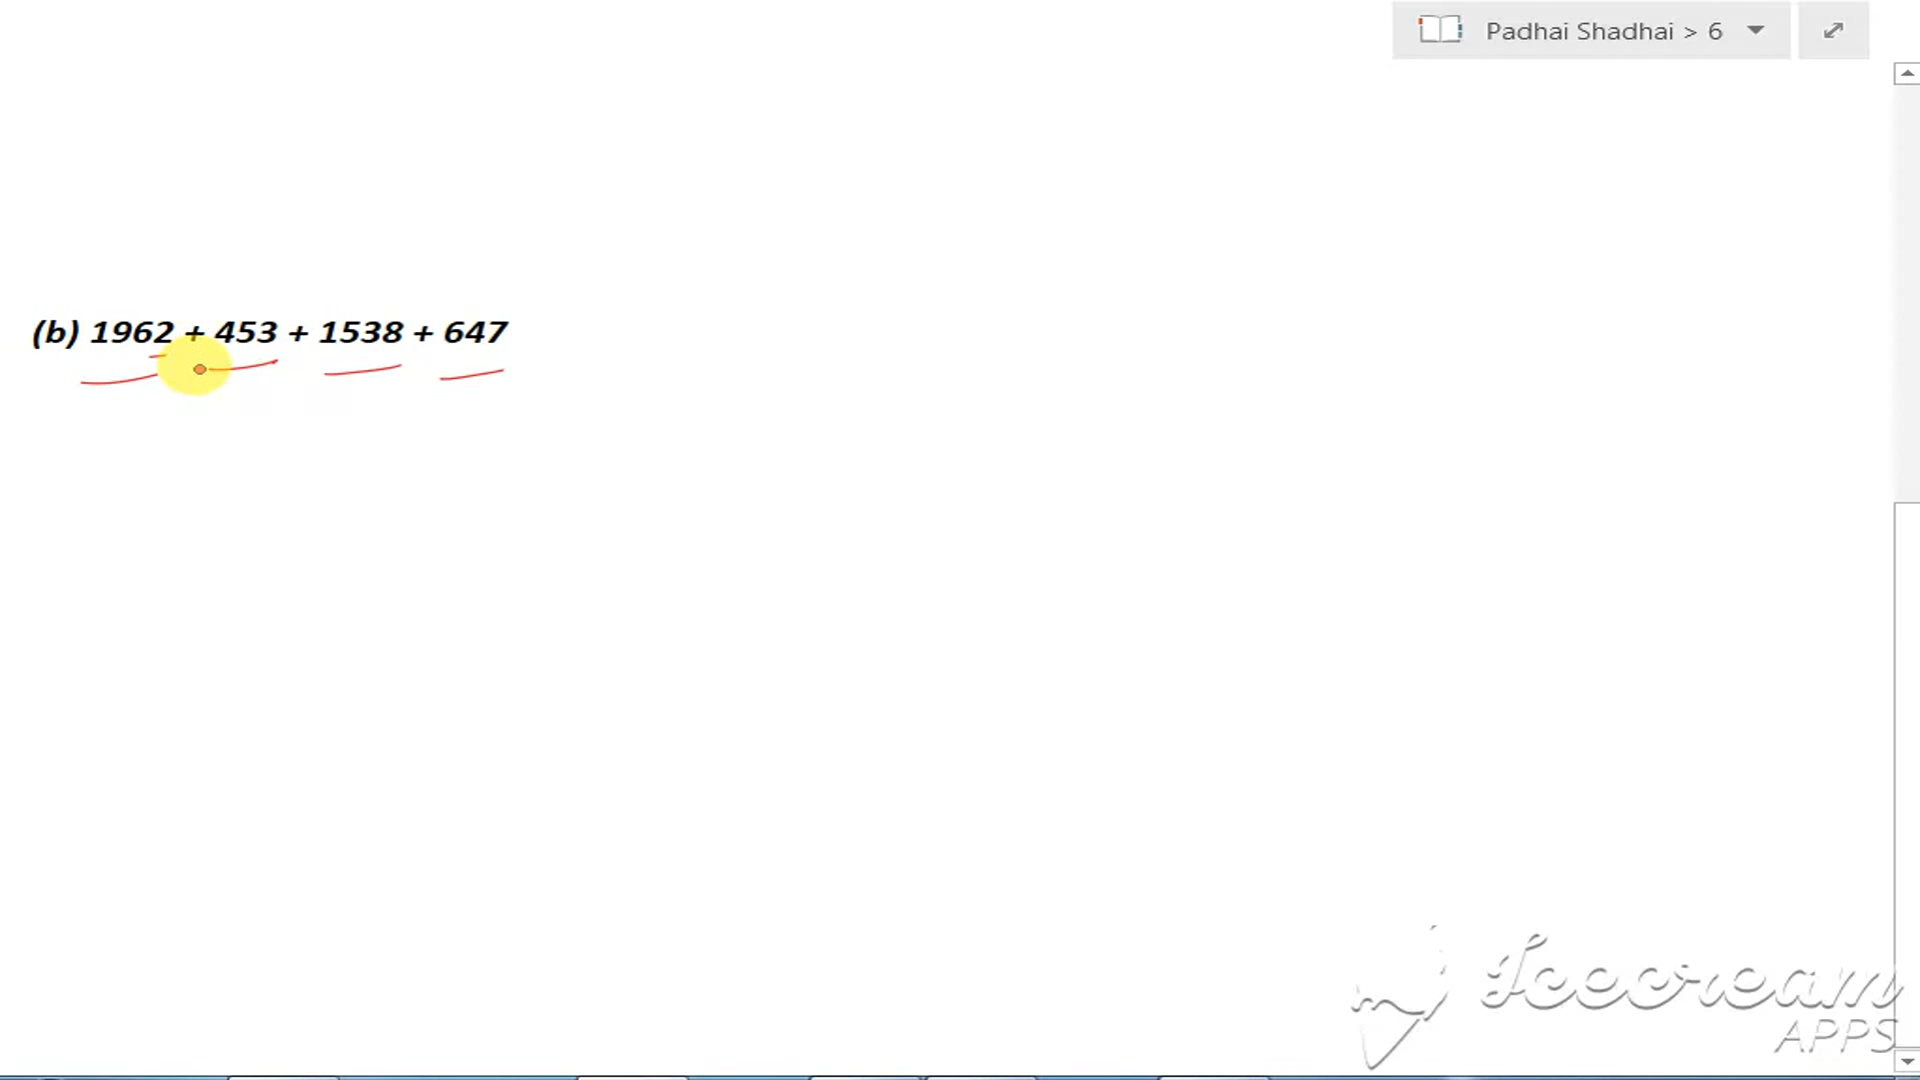 Padhai Shadhai > 6
(b) 1962 + 453 + 1538 + 647
Icecream
APPS